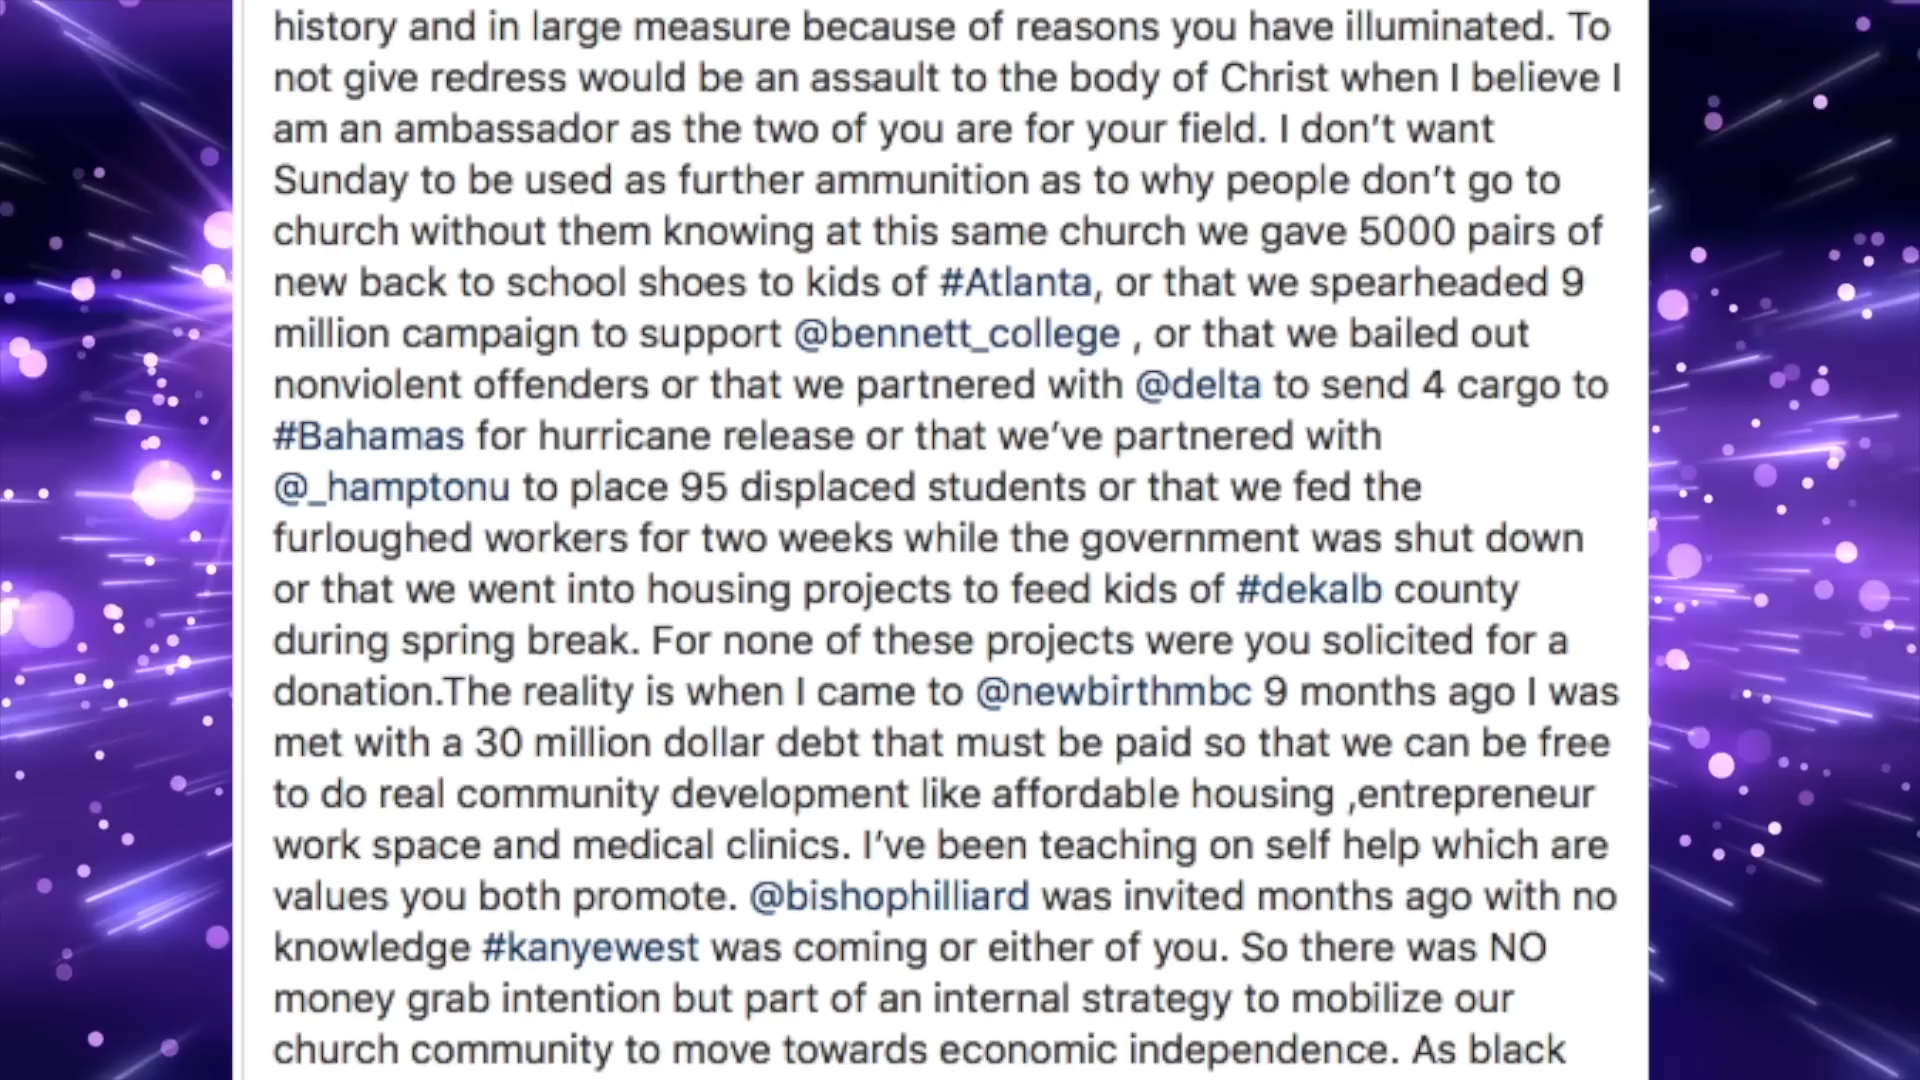 history and in large measure because of reasons you have illuminated. To
not give redress would be an assault to the body of Christ when I believe I
am an ambassador as the two of you are for your field. I don’t want
Sunday to be used as further ammunition as to why people don’t go to
church without them knowing at this same church we gave 5000 pairs of
new back to school shoes to kids of #Atlanta, or that we spearheaded 9
million campaign to support @bennett_college , or that we bailed out
nonviolent offenders or that we partnered with @delta to send 4 cargo to
#Bahamas for hurricane release or that we’ve partnered with
@_hamptonu to place 95 displaced students or that we fed the
furloughed workers for two weeks while the government was shut down
or that we went into housing projects to feed kids of #dekalb county
during spring break. For none of these projects were you solicited for a
donation.The reality is when I came to @newbirthmbc 9 months ago I was
met with a 30 million dollar debt that must be paid so that we can be free
to do real community development like affordable housing ,entrepreneur
work space and medical clinics. I’ve been teaching on self help which are
values you both promote. @bishophilliard was invited months ago with no
knowledge #kanyewest was coming or either of you. So there was NO
money grab intention but part of an internal strategy to mobilize our
church community to move towards economic independence. As black